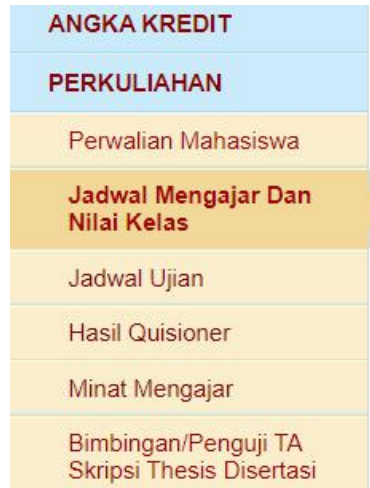 ANGKA KREDIT
PERKULIAHAN
Perwalian Mahasiswa
Jadwal Mengajar Dan
Nilai Kelas
Jadwal Ujian
Hasil Quisioner
Minat Mengajar
Bimbingan/Penguji TA
Skripsi Thesis Disertasi